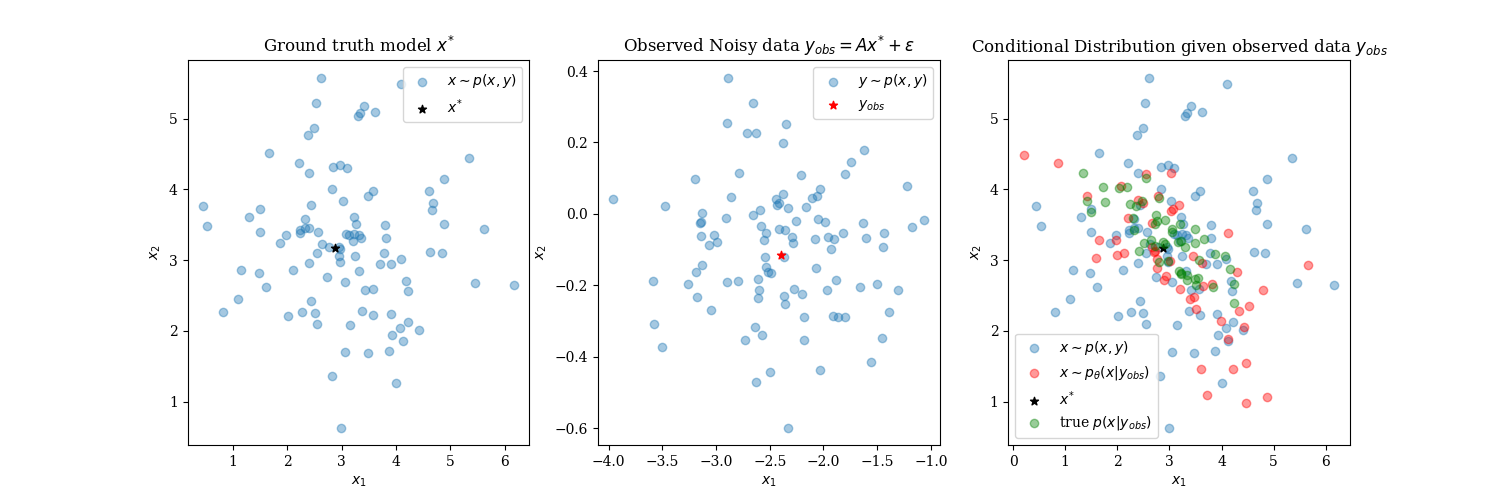 Ground truth model x*
x ~ p(x, y)
x*
x₂
5
4
3
2
1
1 2 3 4 5 6
x₁
Observed Noisy data y_obs = Ax* + ε
y ~ p(x, y)
y_obs
x₂
0.4
0.2
0.0
−0.2
−0.4
−0.6
−4.0 −3.5 −3.0 −2.5 −2.0 −1.5 −1.0
x₁
Conditional Distribution given observed data y_obs
x₂
5
4
3
2
1
x ~ p(x, y)
x ~ p_θ(x|y_obs)
x*
true p(x|y_obs)
0 1 2 3 4 5 6
x₁